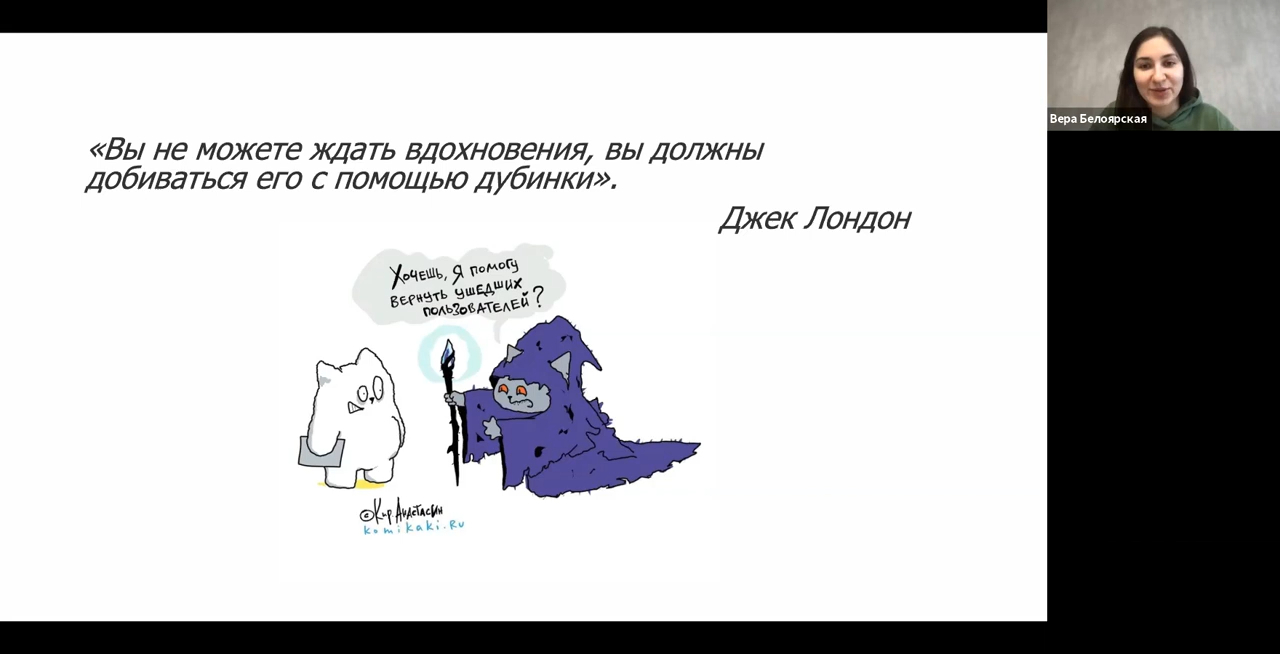 «Вы не можете ждать вдохновения, вы должны
добиваться его с помощью дубинки».
Джек Лондон
Хочешь, я помогу
вернуть ушедших
пользователей?
©Кир Анастасин
komikaki.ru
Вера Белоярская